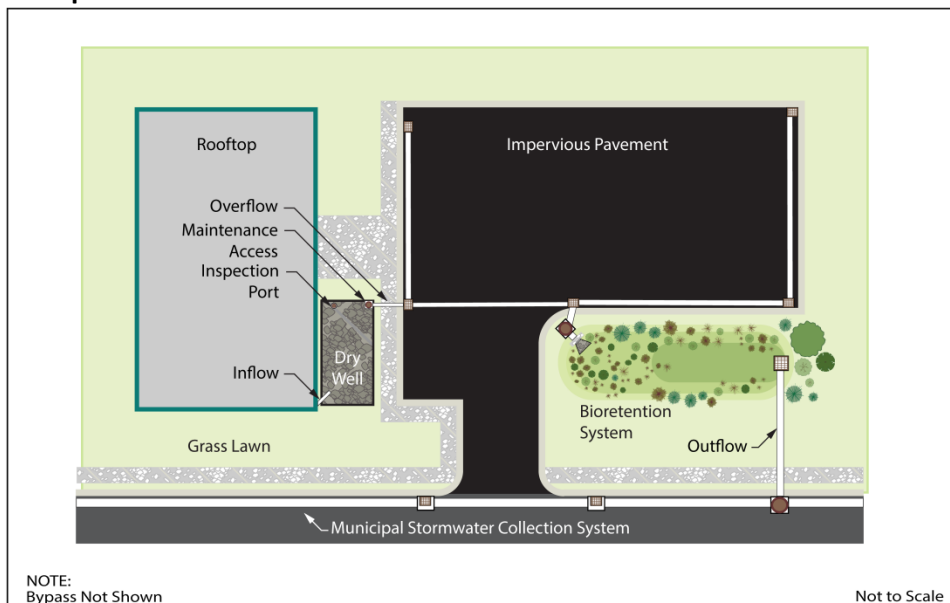 Rooftop
Impervious Pavement
Overflow
Maintenance
Access
Inspection
Port
Dry
Well
Inflow
Bioretention
System
Grass Lawn
Outflow
Municipal Stormwater Collection System
NOTE:
Bypass Not Shown
Not to Scale